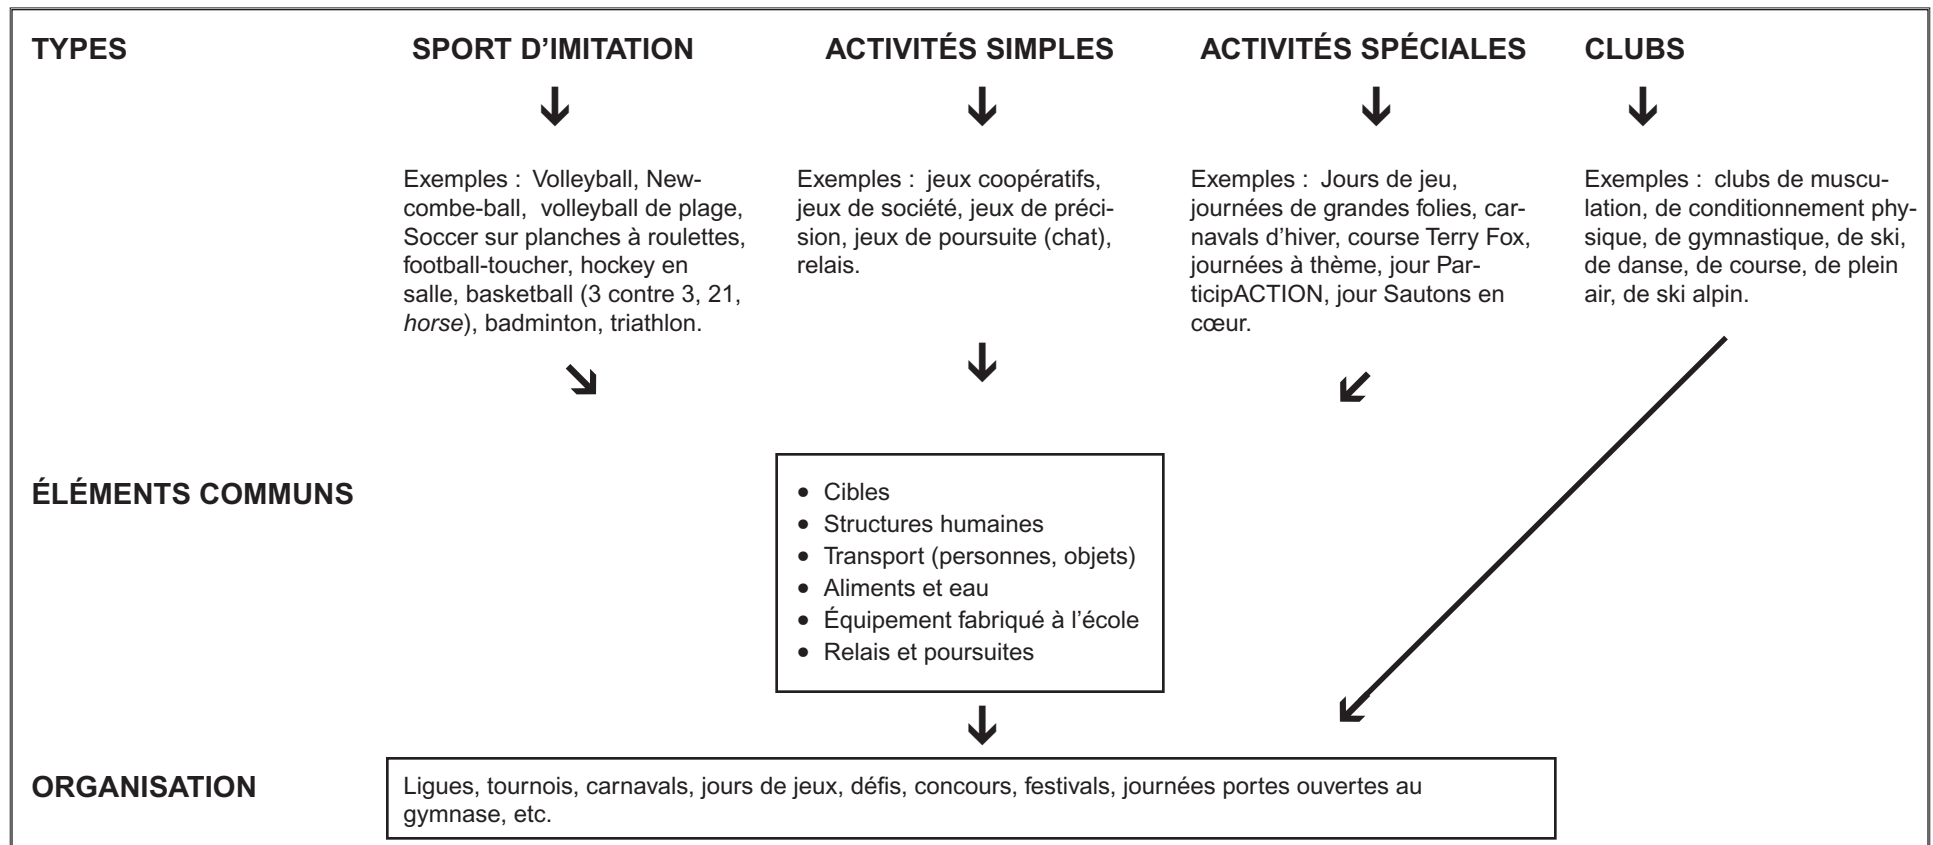 TYPES
SPORT D’IMITATION
ACTIVITÉS SIMPLES
ACTIVITÉS SPÉCIALES
CLUBS
Exemples : Volleyball, New-
combe-ball, volleyball de plage,
Soccer sur planches à roulettes,
football-toucher, hockey en
salle, basketball (3 contre 3, 21,
horse), badminton, triathlon.
Exemples : jeux coopératifs,
jeux de société, jeux de préci-
sion, jeux de poursuite (chat),
relais.
Exemples : Jours de jeu,
journées de grandes folies, car-
navals d’hiver, course Terry Fox,
journées à thème, jour Par-
ticipACTION, jour Sautons en
cœur.
Exemples : clubs de muscu-
lation, de conditionnement phy-
sique, de gymnastique, de ski,
de danse, de course, de plein
air, de ski alpin.
ÉLÉMENTS COMMUNS
• Cibles
• Structures humaines
• Transport (personnes, objets)
• Aliments et eau
• Équipement fabriqué à l’école
• Relais et poursuites
ORGANISATION
Ligues, tournois, carnavals, jours de jeux, défis, concours, festivals, journées portes ouvertes au
gymnase, etc.